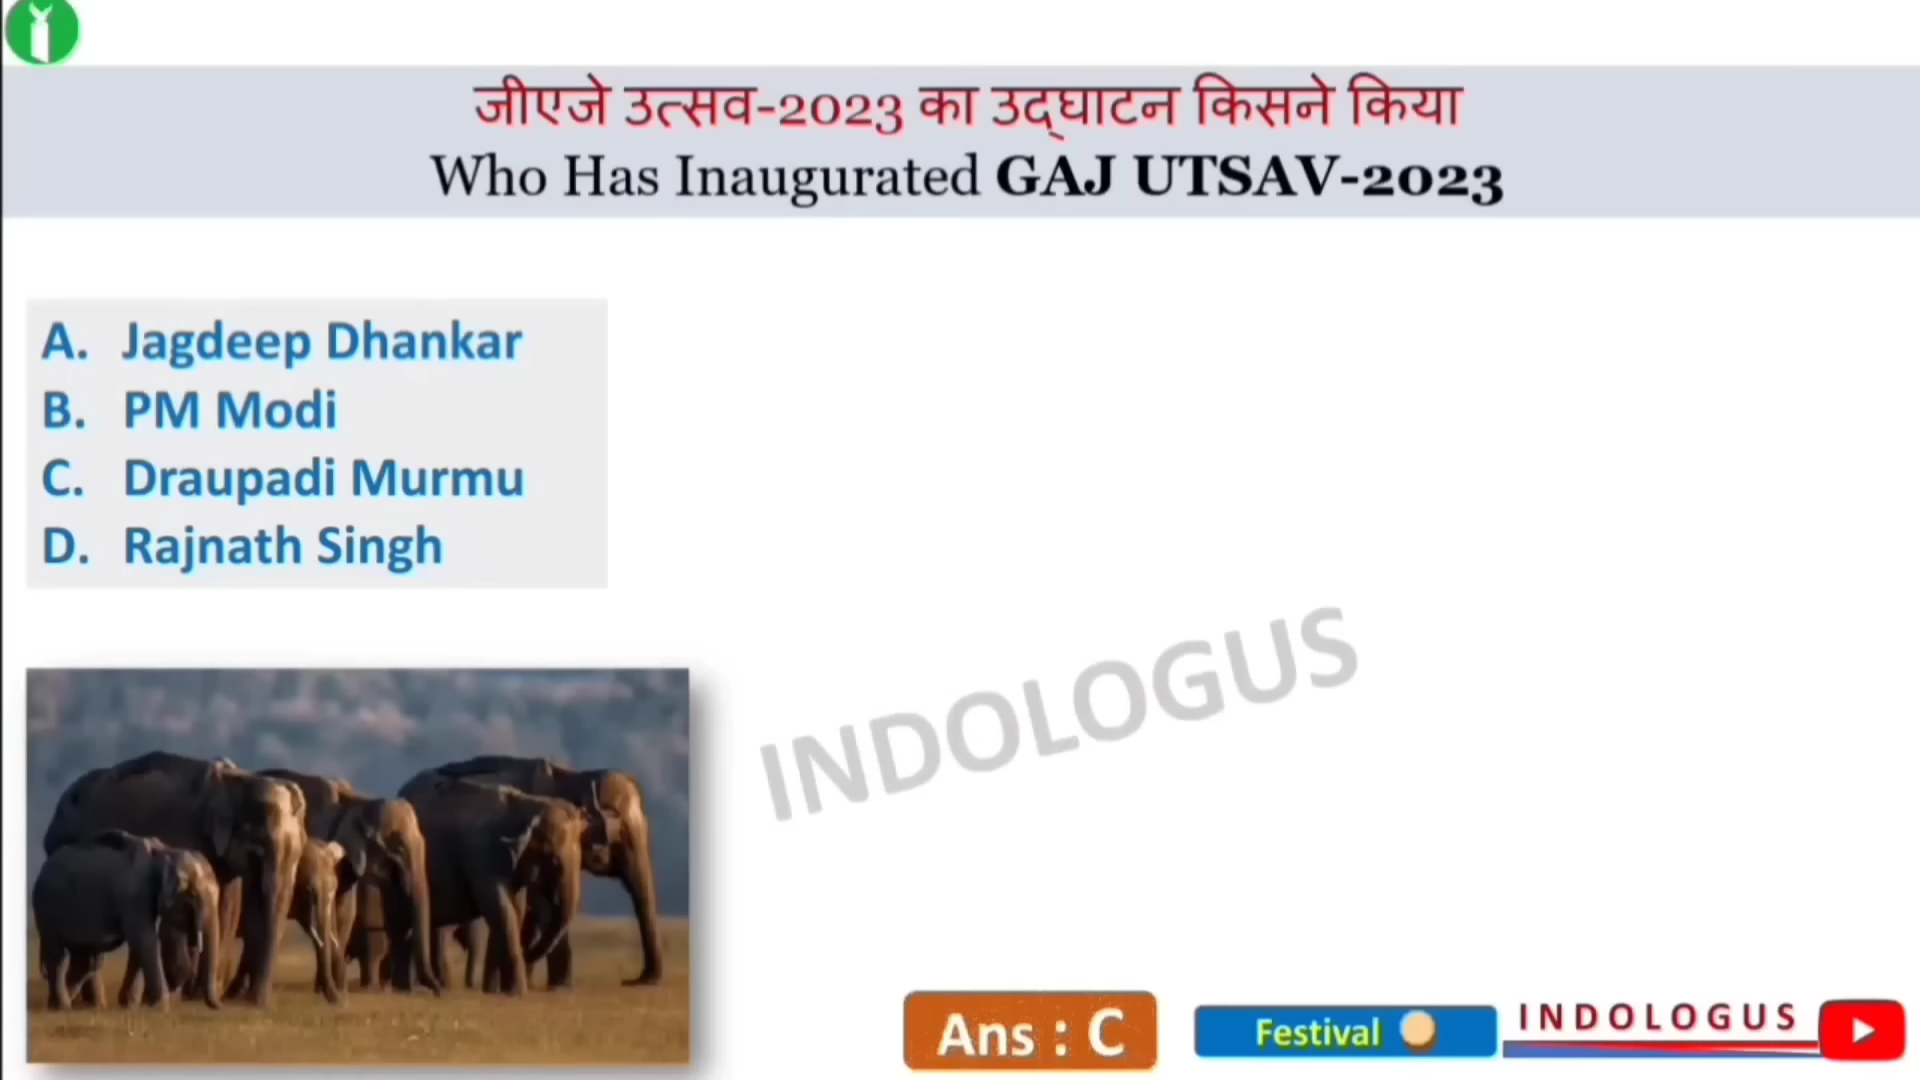 जीएजे उत्सव-2023 का उद्घाटन किसने किया
Who Has Inaugurated GAJ UTSAV-2023
A. Jagdeep Dhankar
B. PM Modi
C. Draupadi Murmu
D. Rajnath Singh
INDOLOGUS
Ans : C
Festival
INDOLOGUS